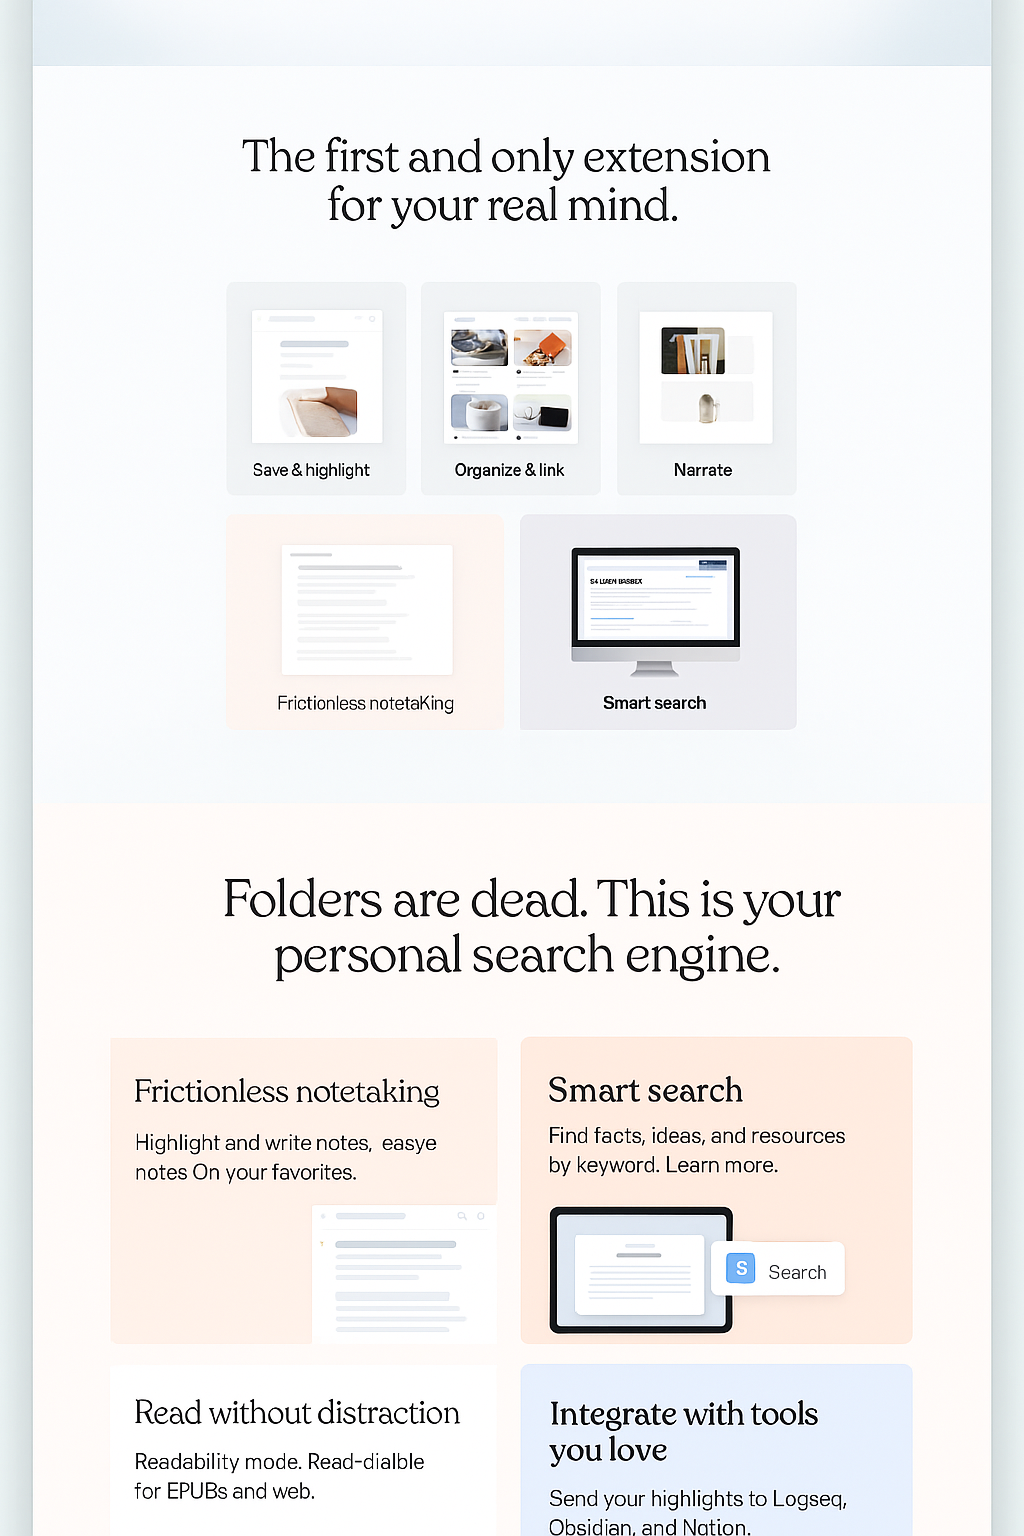 The first and only extension
for your real mind.
Save & highlight
Organize & link
Narrate
Frictionless notetaKing
Smart search
Folders are dead. This is your
personal search engine.
Frictionless notetaking
Highlight and write notes, easye
notes On your favorites.
Smart search
Find facts, ideas, and resources
by keyword. Learn more.
S
Search
Read without distraction
Readability mode. Read-dialble
for EPUBs and web.
Integrate with tools
you love
Send your highlights to Logseq,
Obsidian, and Notion.